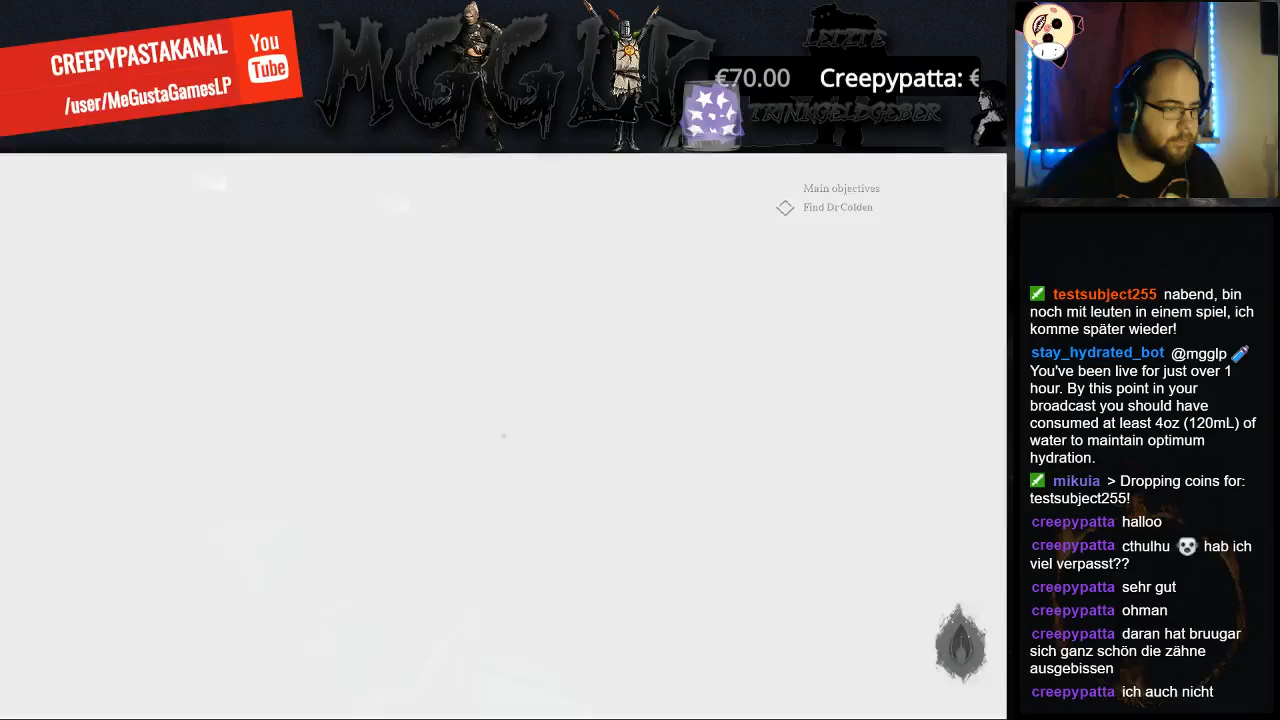 CREEPYPASTAKANAL
You
Tube
/user/MeGustaGamesLP
MGGLP
LETZTE
€70.00 Creepypatta: €
TRINKGELDGEBER
Main objectives
Find Dr Colden
testsubject255 nabend, bin
noch mit leuten in einem spiel, ich
komme später wieder!
stay_hydrated_bot @mgglp
You've been live for just over 1
hour. By this point in your
broadcast you should have
consumed at least 4oz (120mL) of
water to maintain optimum
hydration.
mikuia > Dropping coins for:
testsubject255!
creepypatta halloo
creepypatta cthulhu hab ich
viel verpasst??
creepypatta sehr gut
creepypatta ohman
creepypatta daran hat bruugar
sich ganz schön die zähne
ausgebissen
creepypatta ich auch nicht